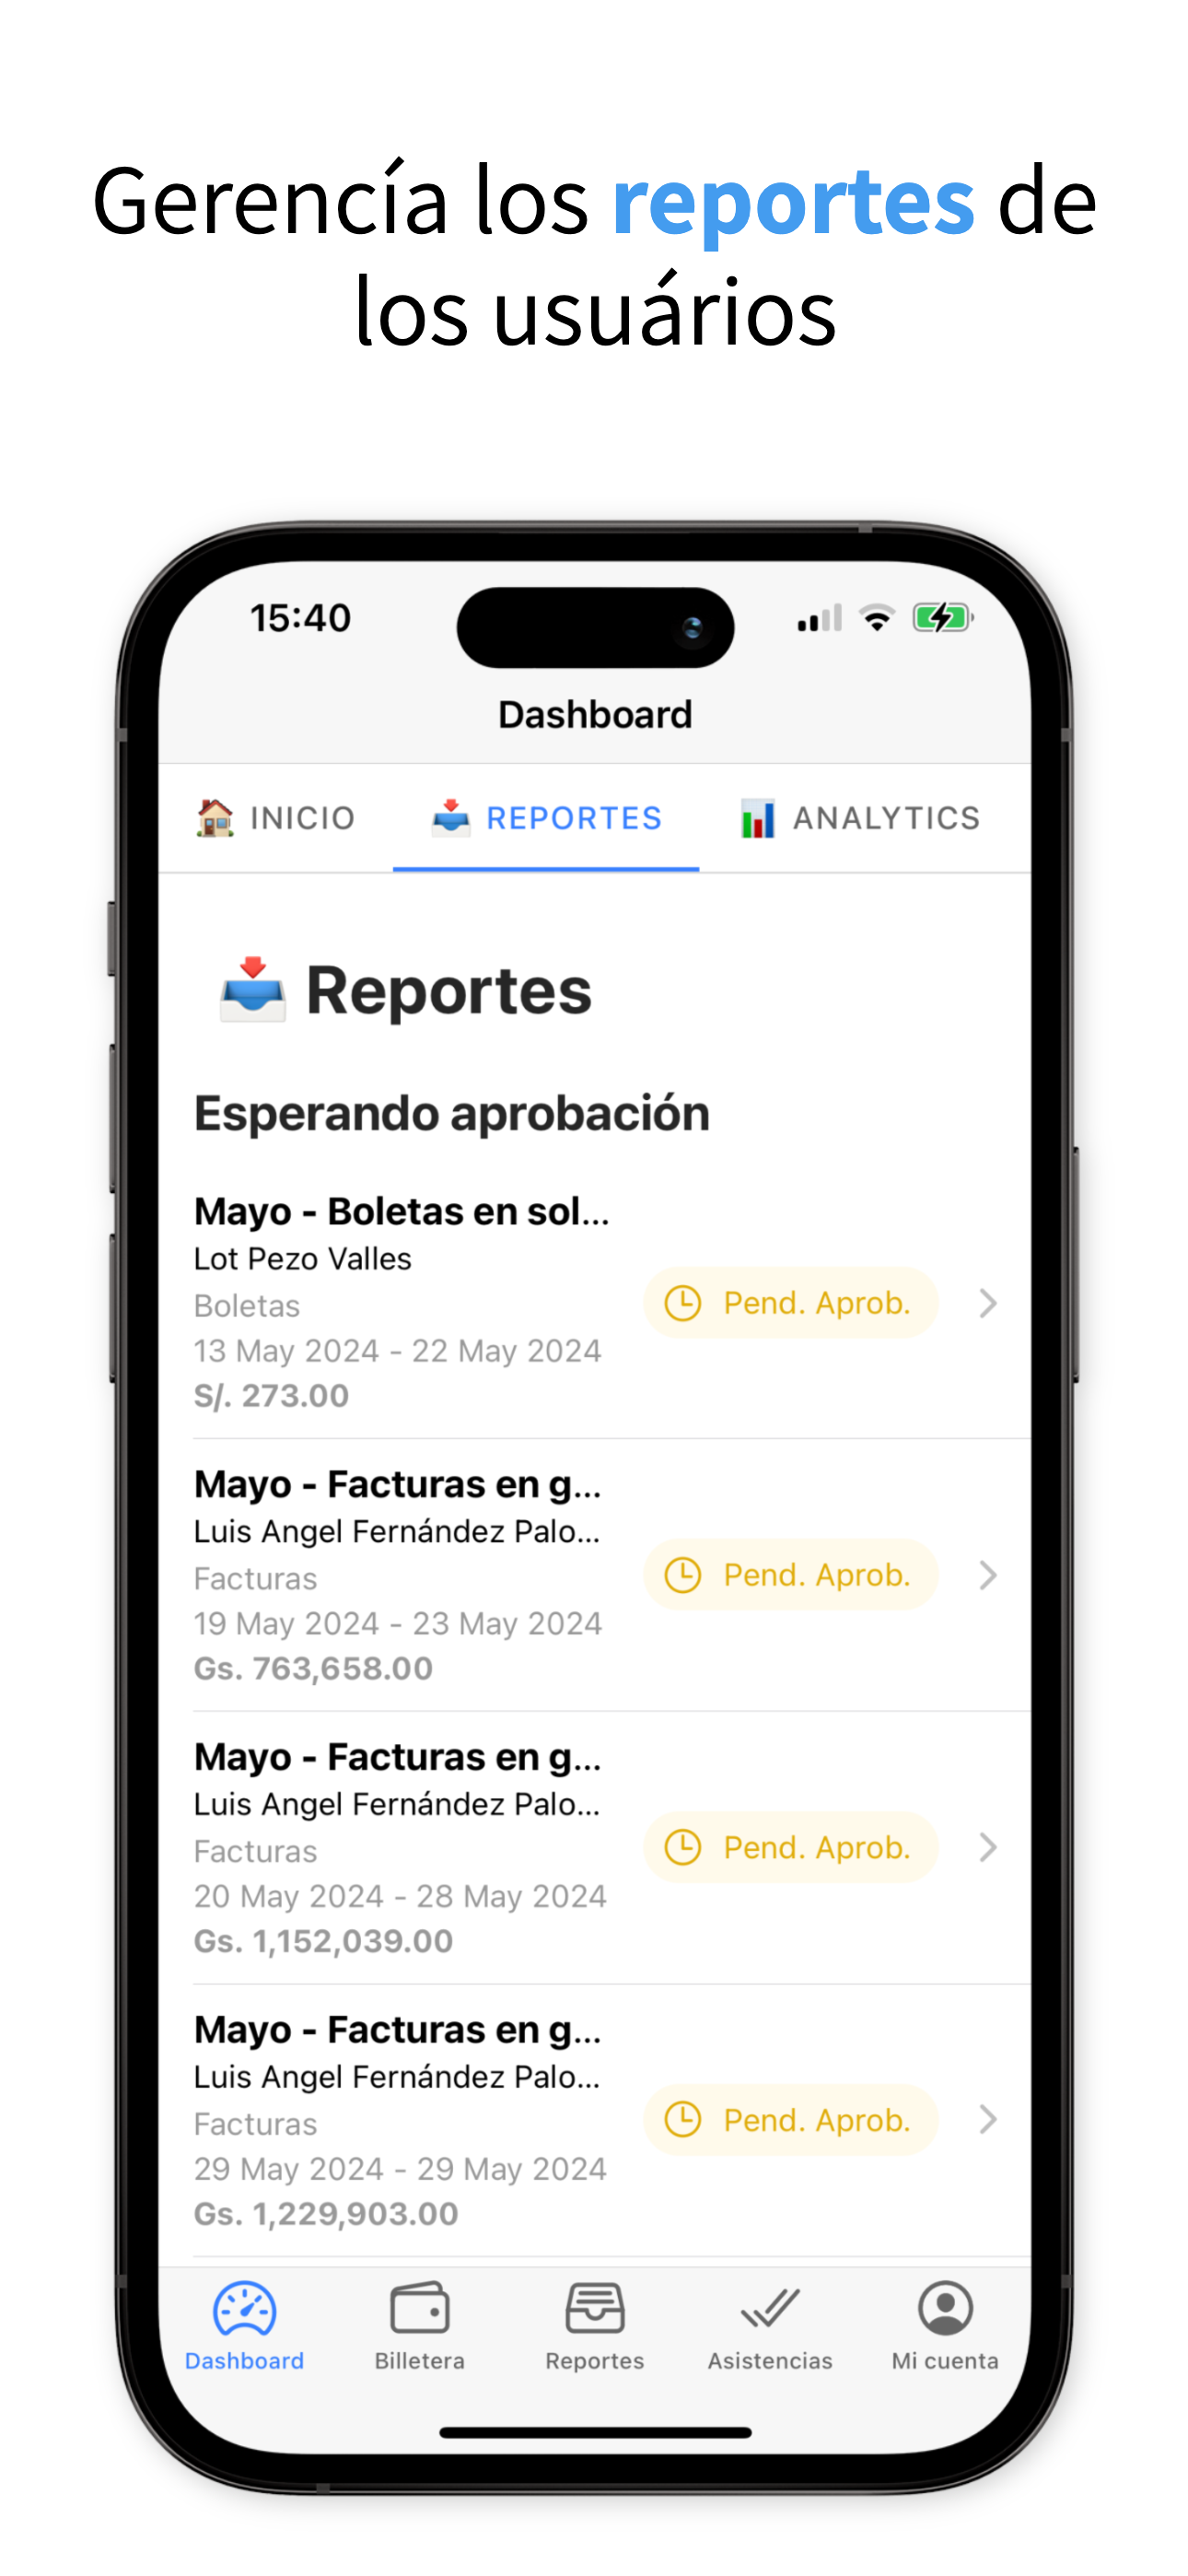 Gerencía los reportes de
los usuários
15:40
Dashboard
INICIO REPORTES ANALYTICS
Reportes
Esperando aprobación
Mayo - Boletas en sol...
Lot Pezo Valles
Boletas
13 May 2024 - 22 May 2024
S/. 273.00
Pend. Aprob.
Mayo - Facturas en g...
Luis Angel Fernández Palo...
Facturas
19 May 2024 - 23 May 2024
Gs. 763,658.00
Pend. Aprob.
Mayo - Facturas en g...
Luis Angel Fernández Palo...
Facturas
20 May 2024 - 28 May 2024
Gs. 1,152,039.00
Pend. Aprob.
Mayo - Facturas en g...
Luis Angel Fernández Palo...
Facturas
29 May 2024 - 29 May 2024
Gs. 1,229,903.00
Pend. Aprob.
Dashboard Billetera Reportes Asistencias Mi cuenta